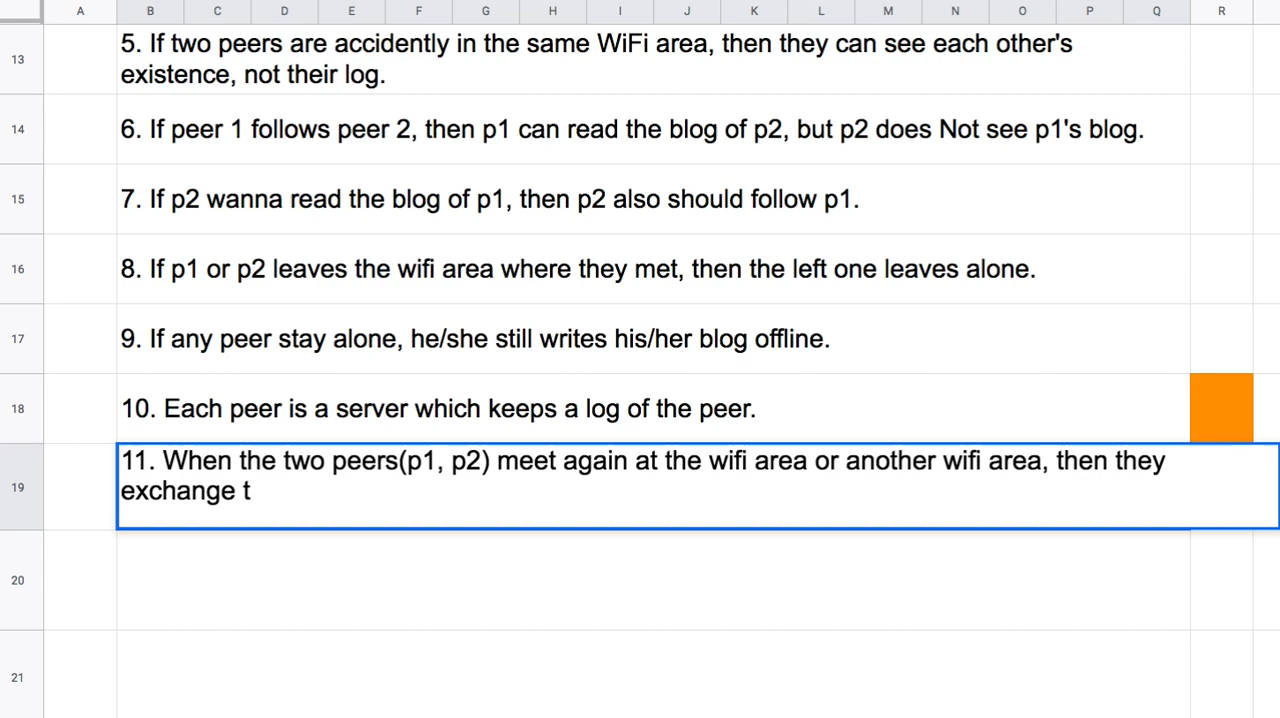 A B C D E F G H I J K L M N O P Q R
13 5. If two peers are accidently in the same WiFi area, then they can see each other's
existence, not their log.
14 6. If peer 1 follows peer 2, then p1 can read the blog of p2, but p2 does Not see p1's blog.
15 7. If p2 wanna read the blog of p1, then p2 also should follow p1.
16 8. If p1 or p2 leaves the wifi area where they met, then the left one leaves alone.
17 9. If any peer stay alone, he/she still writes his/her blog offline.
18 10. Each peer is a server which keeps a log of the peer.
19 11. When the two peers(p1, p2) meet again at the wifi area or another wifi area, then they
exchange t
20
21